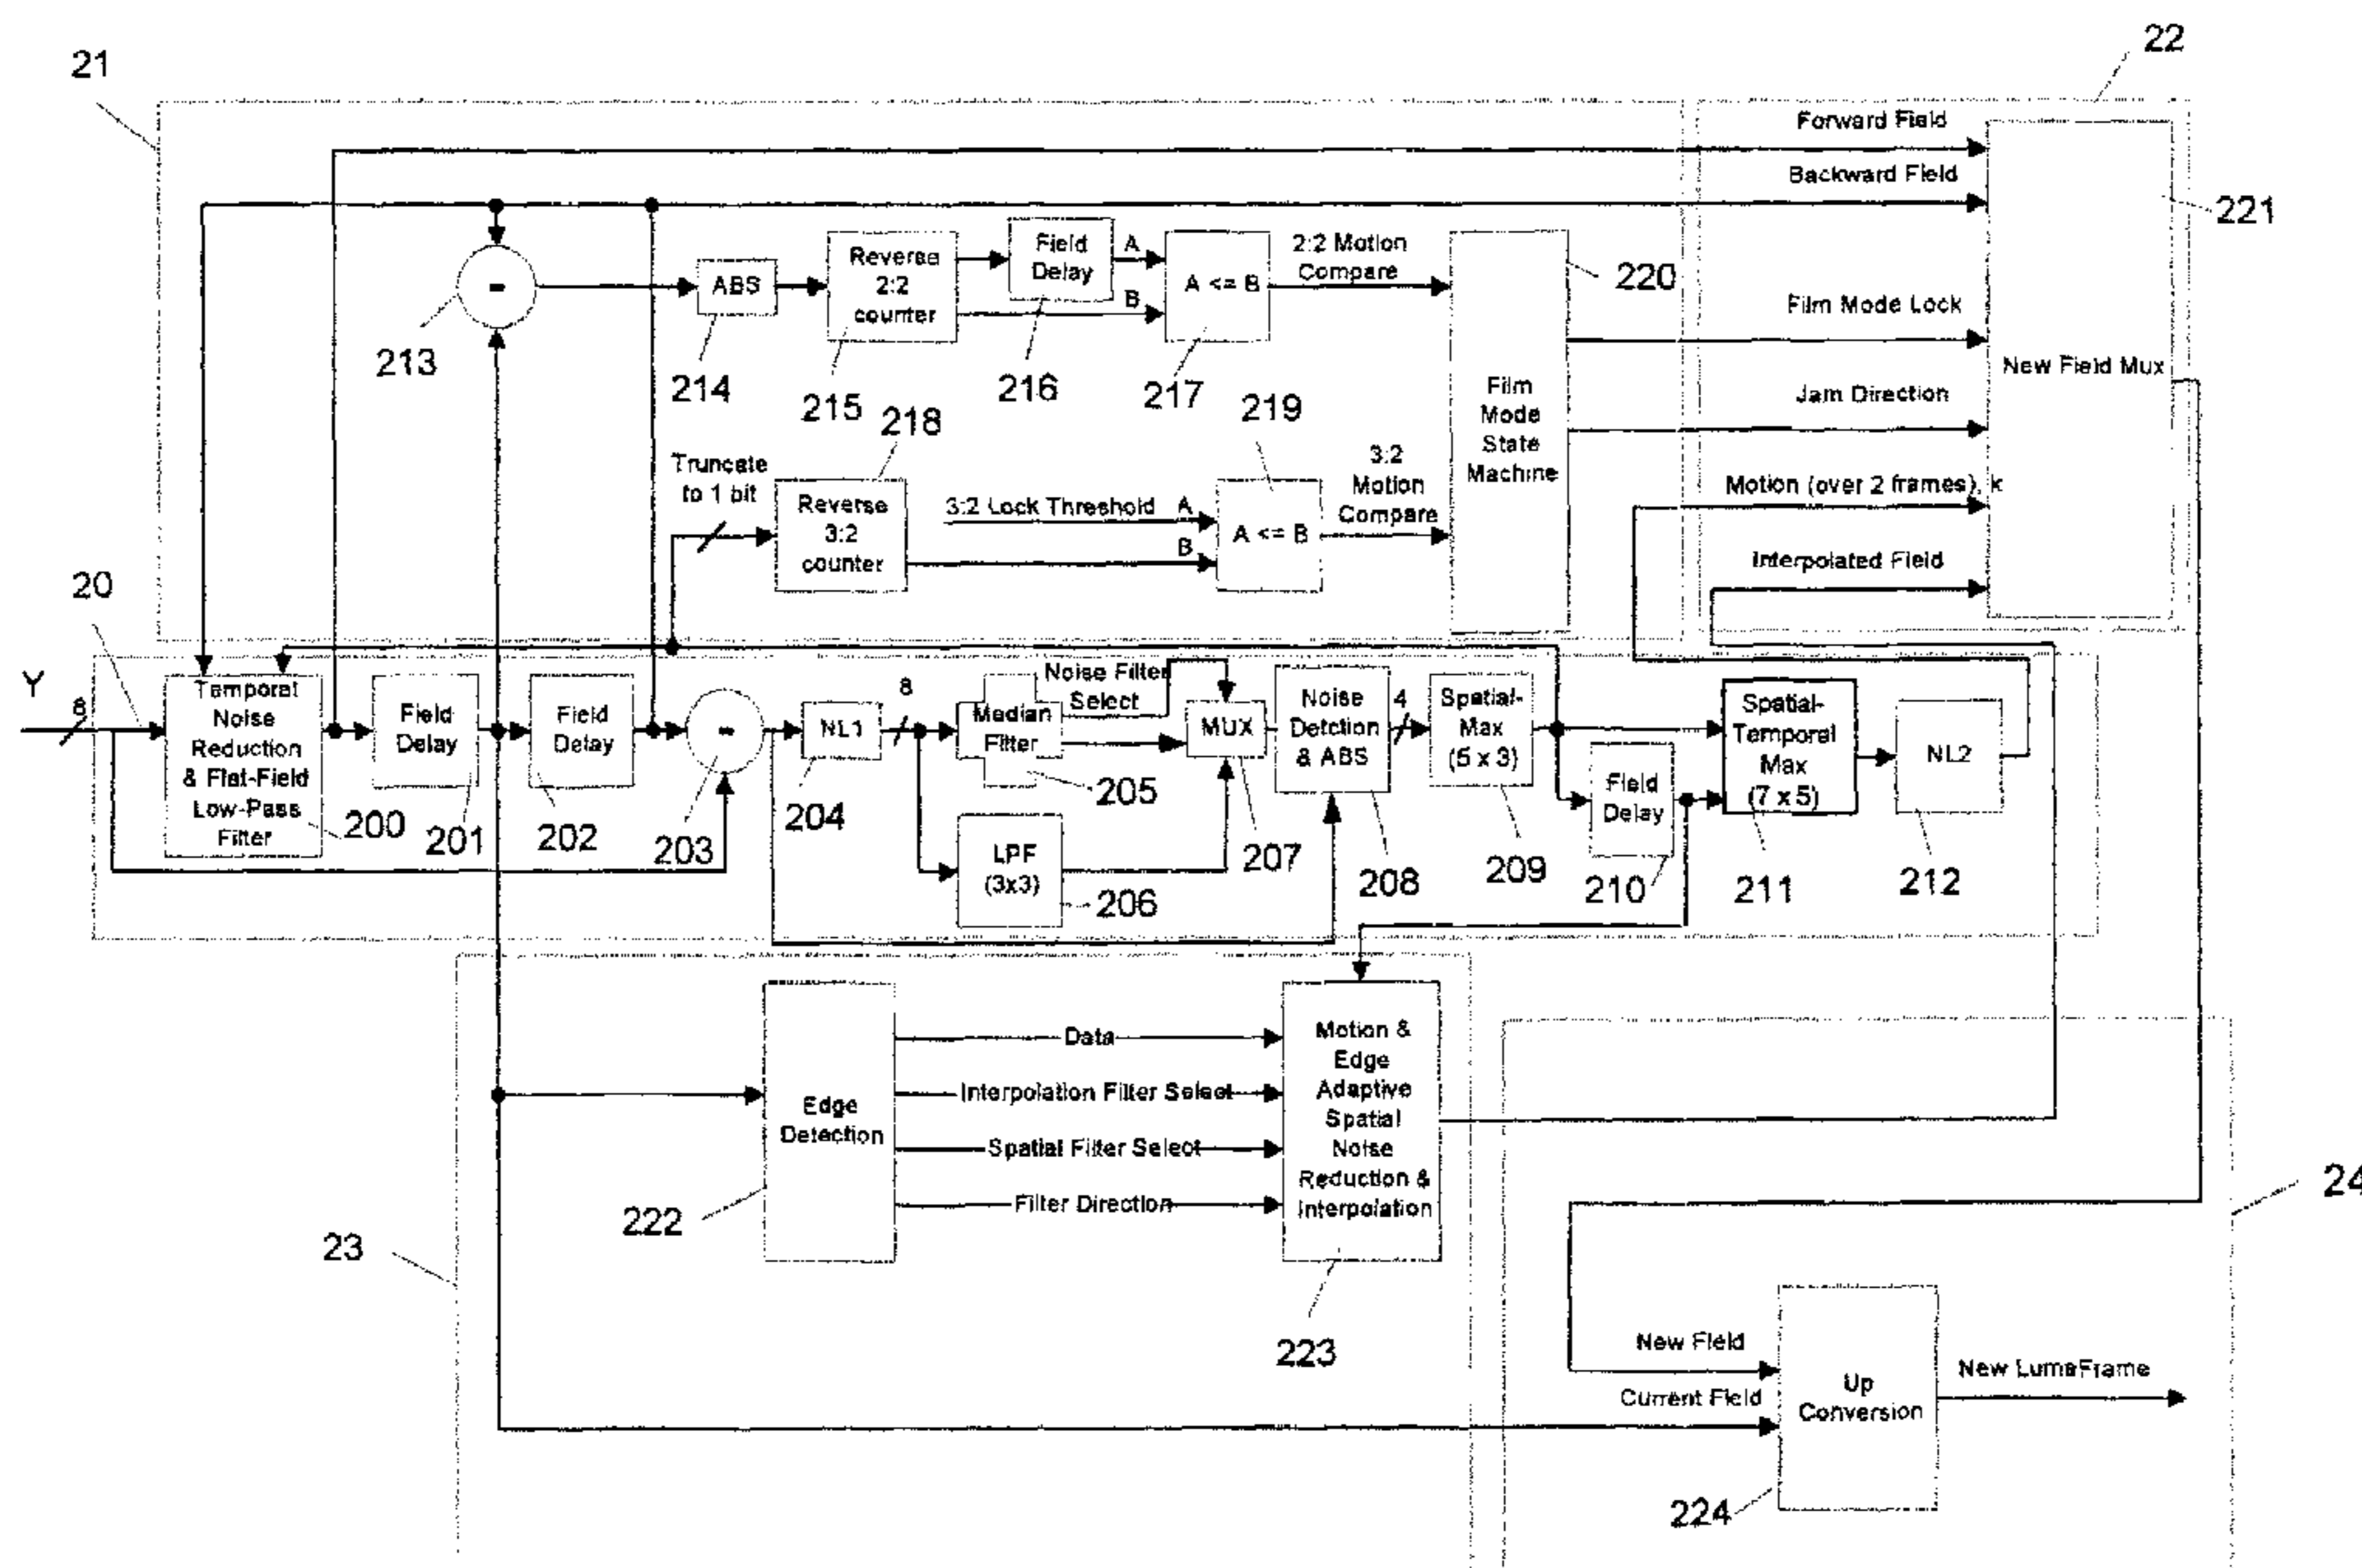 21
22
Forward Field
Backward Field
221
Field
Delay
A
B
Reverse
2:2
counter
ABS
-
A <= B
2:2 Motion
Compare
220
Film Mode Lock
213
214
215
216
217
218
219
New Field Mux
Film
Mode
State
Machine
Jam Direction
Truncate
to 1 bit
Reverse
3:2
counter
3:2 Lock Threshold
A
B
A <= B
3:2
Motion
Compare
Motion (over 2 frames), k
Interpolated Field
20
Y
8
Temporal
Noise
Reduction
& Flat-Field
Low-Pass
Filter
200
Field
Delay
201
Field
Delay
202
-
203
NL1
204
8
Median
Filter
205
Noise Filter
Select
LPF
(3x3)
206
MUX
207
Noise
Detction
& ABS
208
4
Spatial-
Max
(5 x 3)
209
Field
Delay
210
Spatial-
Temporal
Max
(7 x 5)
211
NL2
212
Edge
Detection
222
Data
Interpolation Filter Select
Spatial Filter Select
Filter Direction
Motion &
Edge
Adaptive
Spatial
Noise
Reduction &
Interpolation
223
23
24
New Field
Current Field
Up
Conversion
New LumaFrame
224